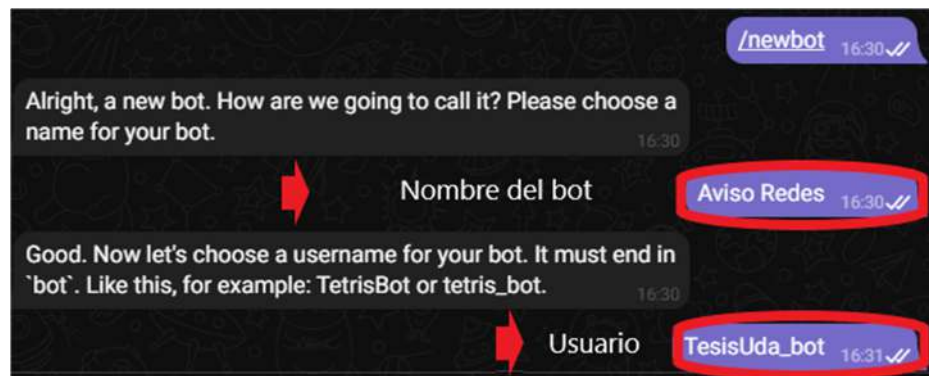 /newbot 16:30
Alright, a new bot. How are we going to call it? Please choose a
name for your bot.
16:30
Nombre del bot
Aviso Redes 16:30
Good. Now let's choose a username for your bot. It must end in
`bot`. Like this, for example: TetrisBot or tetris_bot.
16:30
Usuario
TesisUda_bot 16:31